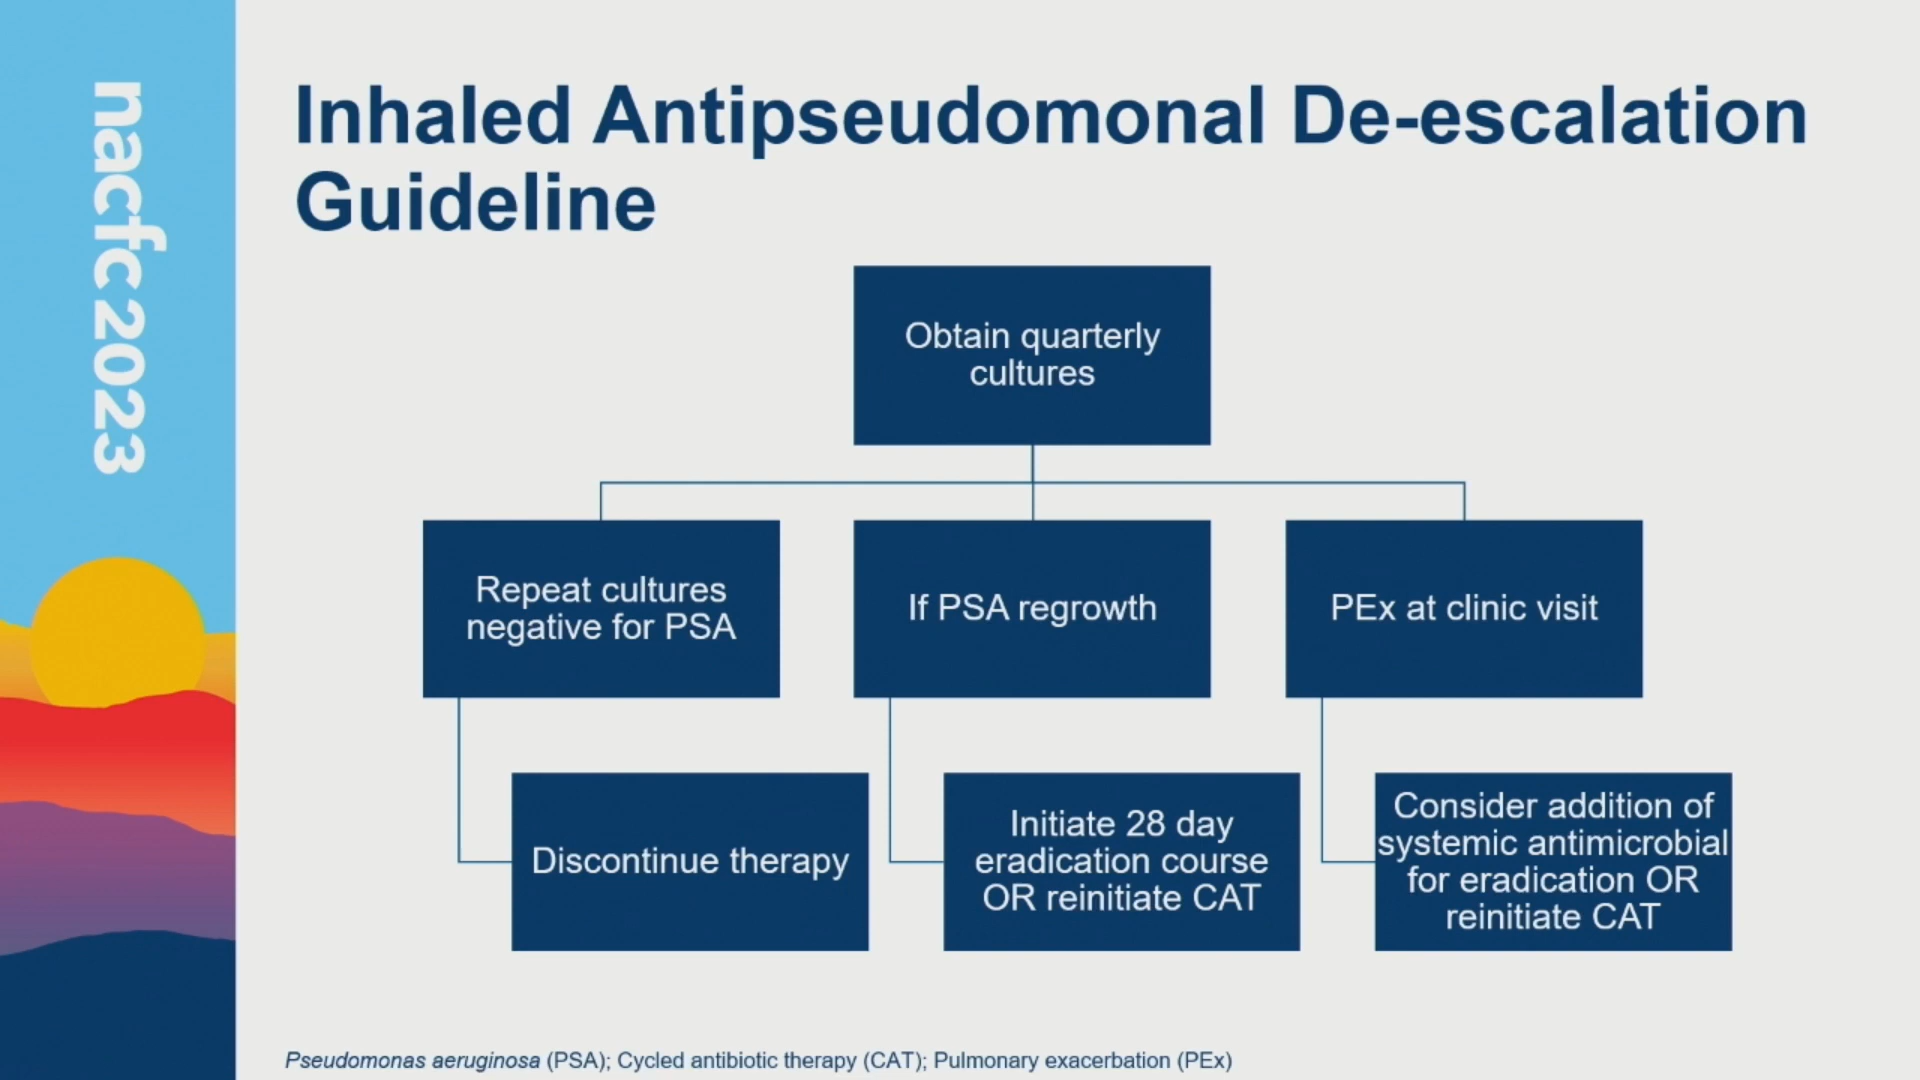 nacfc 2023
Inhaled Antipseudomonal De-escalation
Guideline
Obtain quarterly
cultures
Repeat cultures
negative for PSA
If PSA regrowth
PEx at clinic visit
Discontinue therapy
Initiate 28 day
eradication course
OR reinitiate CAT
Consider addition of
systemic antimicrobial
for eradication OR
reinitiate CAT
Pseudomonas aeruginosa (PSA); Cycled antibiotic therapy (CAT); Pulmonary exacerbation (PEx)